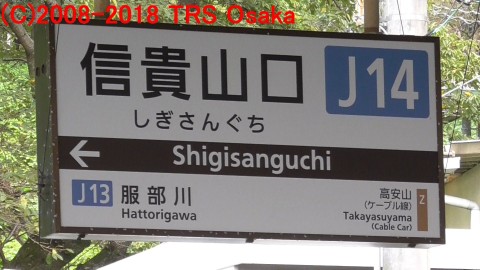 (C)2008-2018 TRS Osaka
信貴山口
J14
しぎさんぐち
Shigisanguchi
J13 服部川
Hattorigawa
高安山
(ケーブル線)
Takayasuyama
(Cable Car)
Z